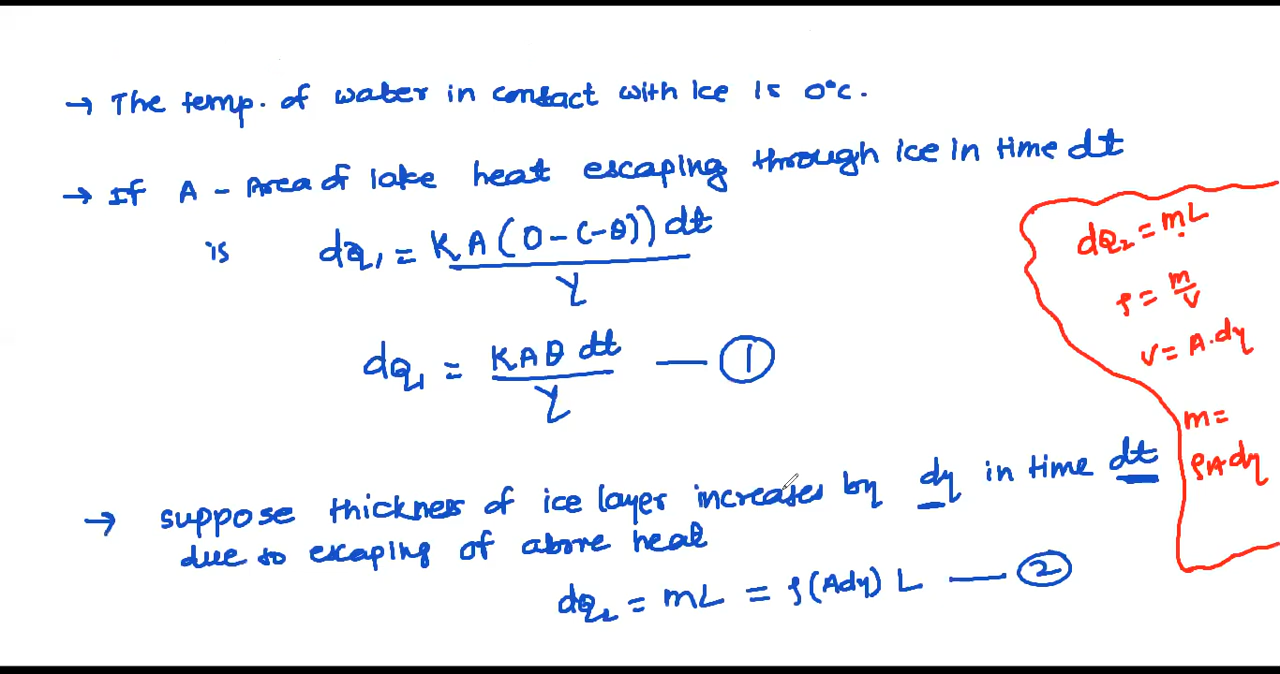 → The temp. of water in contact with ice is 0°C.
→ If A - Area of lake heat escaping through ice in time dt
is dQ₁ = KA(0-(-θ))dt / y
dQ₁ = KAθ dt / y — ①
→ suppose thickness of ice layer increases by dy in time dt
due to escaping of above heat
dQ₂ = mL = ρ(Ady) L — ②
dQ₂ = mL
ρ = m/v
v = A.dy
m =
ρA dy